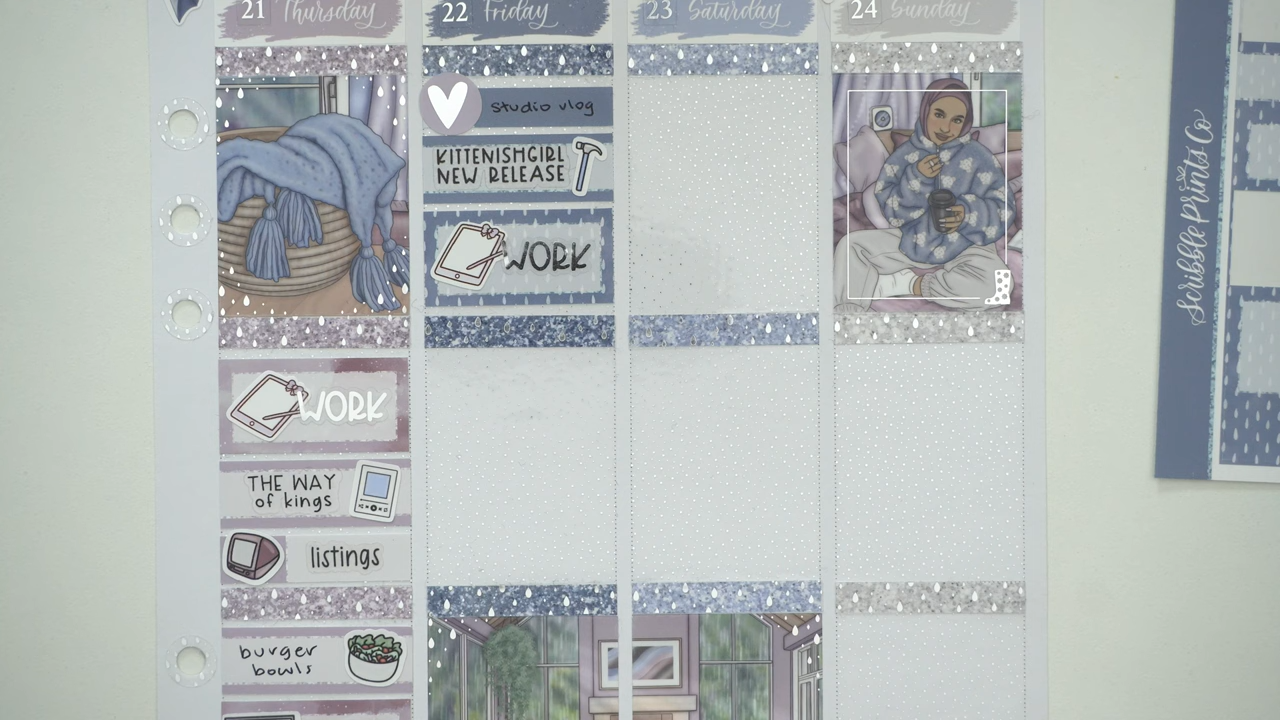 21 Thursday
22 Friday
23 Saturday
24 Sunday
studio vlog
KITTENISHGIRL
NEW RELEASE
WORK
WORK
THE WAY
of kings
listings
burger
bowls
Scribble Prints Co